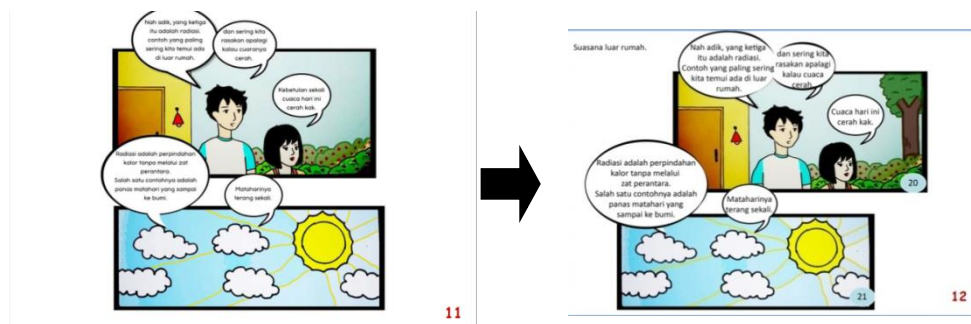 Nah adik, yang ketiga
itu adalah radiasi.
contoh yang paling
sering kita temui ada
di luar rumah.
dan sering kita
rasakan apalagi
kalau cuaranya
cerah.
Kebetulan sekali
cuaca hari ini
cerah kak.
Radiasi adalah perpindahan
kalor tanpa melalui zat
perantara.
Salah satu contohnya adalah
panas matahari yang sampai
ke bumi.
Mataharinya
terang sekali.
11
Suasana luar rumah.
Nah adik, yang ketiga
itu adalah radiasi.
Contoh yang paling sering
kita temui ada di luar
rumah.
dan sering kita
rasakan apalagi
kalau cuaca
cerah.
Cuaca hari ini
cerah kak.
20
Radiasi adalah perpindahan
kalor tanpa melalui
zat perantara.
Salah satu contohnya adalah
panas matahari yang
sampai ke bumi.
Mataharinya
terang sekali.
21
12